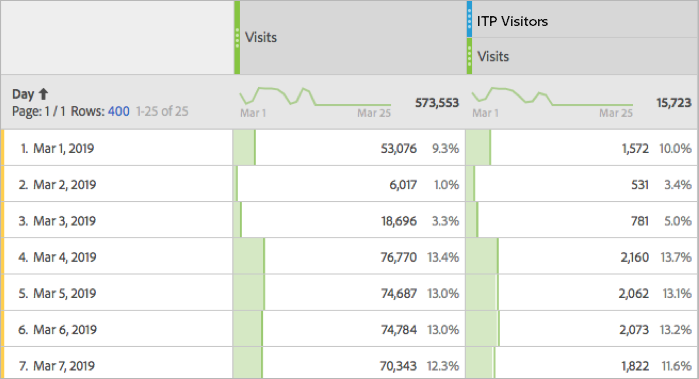 ITP Visitors
Visits
Visits
Day ↑
Page: 1 / 1 Rows: 400 1-25 of 25
Mar 1 Mar 25 573,553
Mar 1 Mar 25 15,723
1. Mar 1, 2019 53,076 9.3% 1,572 10.0%
2. Mar 2, 2019 6,017 1.0% 531 3.4%
3. Mar 3, 2019 18,696 3.3% 781 5.0%
4. Mar 4, 2019 76,770 13.4% 2,160 13.7%
5. Mar 5, 2019 74,687 13.0% 2,062 13.1%
6. Mar 6, 2019 74,784 13.0% 2,073 13.2%
7. Mar 7, 2019 70,343 12.3% 1,822 11.6%